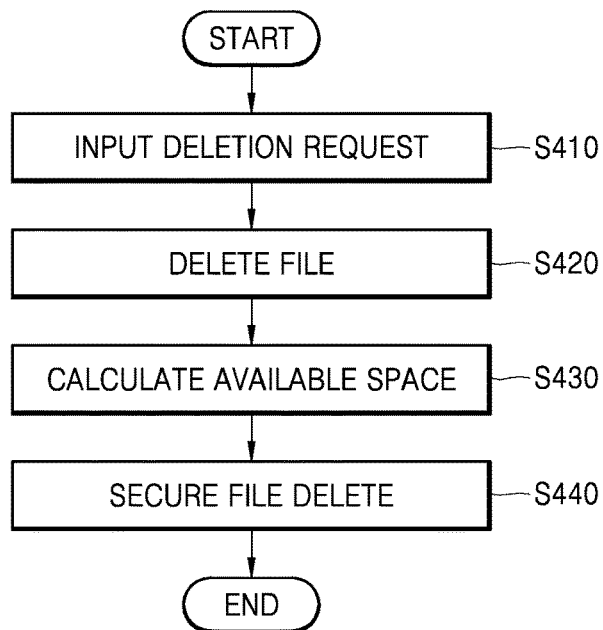 START
INPUT DELETION REQUEST S410
DELETE FILE S420
CALCULATE AVAILABLE SPACE S430
SECURE FILE DELETE S440
END